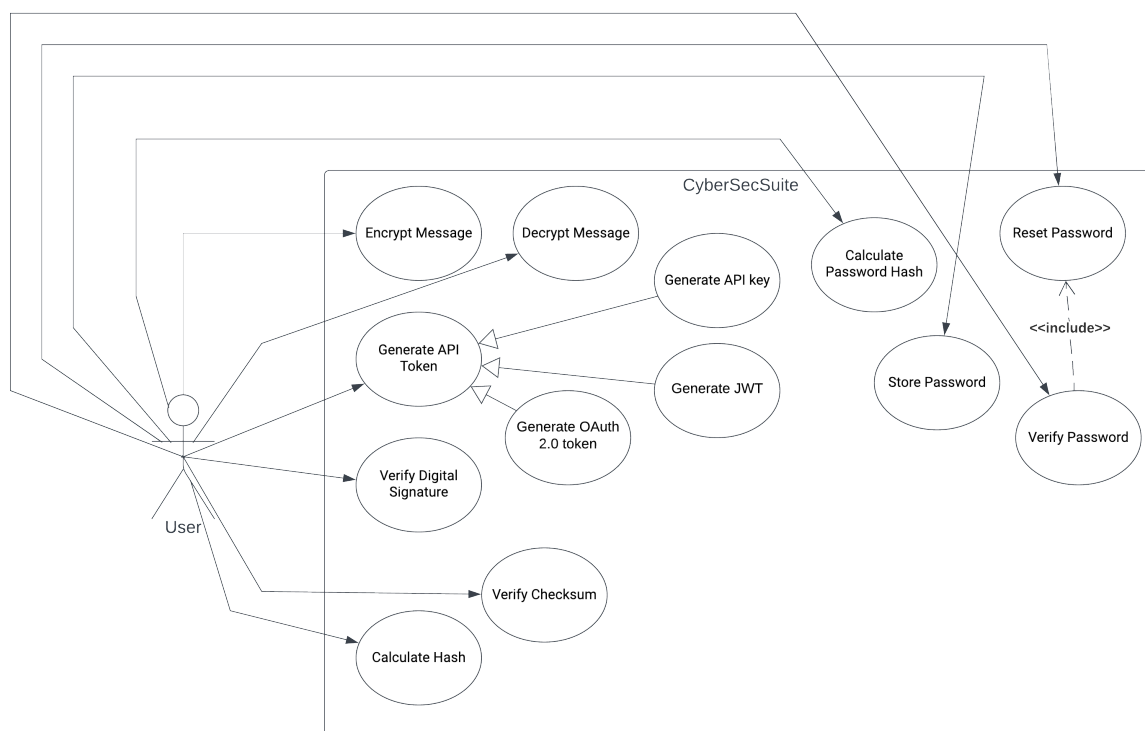 CyberSecSuite
Encrypt Message
Decrypt Message
Reset Password
Calculate
Password Hash
Generate API key
<<include>>
Generate API
Token
Store Password
Generate JWT
Generate OAuth
2.0 token
Verify Password
Verify Digital
Signature
User
Verify Checksum
Calculate Hash